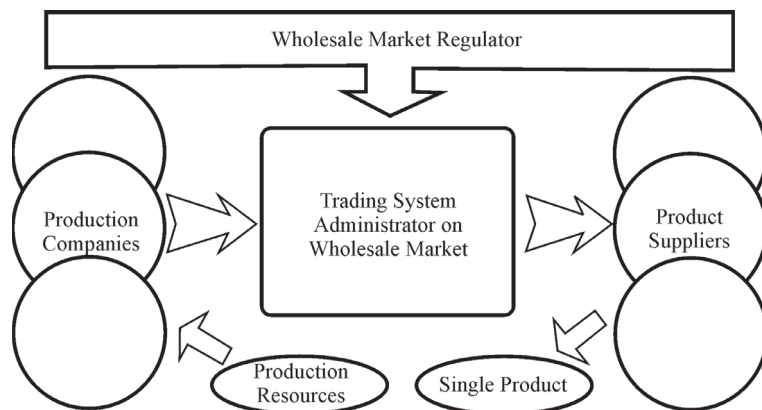 Wholesale Market Regulator
Production
Companies
Trading System
Administrator on
Wholesale Market
Product
Suppliers
Production
Resources
Single Product